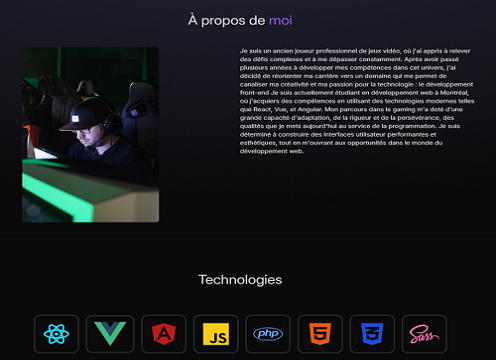 À propos de moi
Je suis un ancien joueur professionnel de jeux vidéo, où j'ai appris à relever
des défis complexes et à me dépasser constamment. Après avoir passé
plusieurs années à développer mes compétences dans cet univers, j'ai
décidé de réorienter ma carrière vers un domaine qui me permet de
canaliser ma créativité et ma passion pour la technologie : le développement
front-end Je suis actuellement étudiant en développement web à Montréal,
où j'acquiers des compétences en utilisant des technologies modernes telles
que React, Vue, et Angular. Mon parcours dans le gaming m'a doté d'une
grande capacité d'adaptation, de la rigueur et de la persévérance, des
qualités que je mets aujourd'hui au service de la programmation. Je suis
déterminé à construire des interfaces utilisateur performantes et
esthétiques, tout en m'ouvrant aux opportunités dans le monde du
développement web.
Technologies
A JS php 5 3 Sass